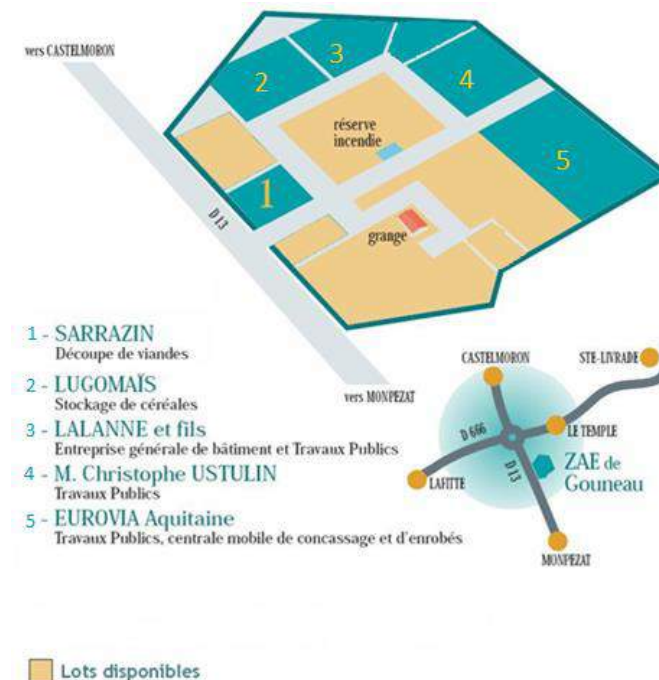 vers CASTELMORON
3
2
4
réserve
incendie
5
1
D 13
grange
1 - SARRAZIN
Découpe de viandes
vers MONPEZAT
2 - LUGOMAÏS
Stockage de céréales
3 - LALANNE et fils
Entreprise générale de bâtiment et Travaux Publics
4 - M. Christophe USTULIN
Travaux Publics
5 - EUROVIA Aquitaine
Travaux Publics, centrale mobile de concassage et d'enrobés
CASTELMORON
STE-LIVRADE
D 666
LE TEMPLE
D 13
ZAE de
Gouneau
LAFITTE
MONPEZAT
Lots disponibles